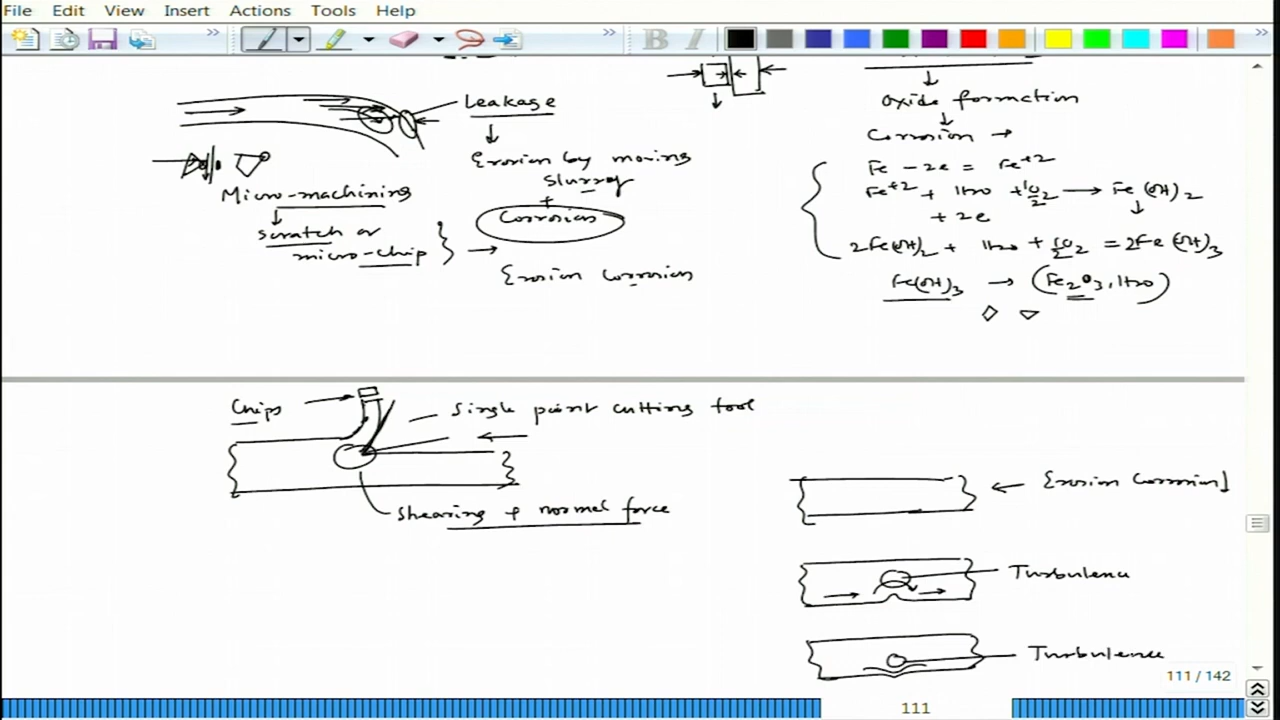 File Edit View Insert Actions Tools Help
Leakage
Erosion by moving
slurry
+
Corrosion
Micro-machining
scratch or
micro-chip
Erosion corrosion
oxide formation
Corrosion →
Fe - 2e = Fe+2
Fe+2 + H2O + 1/2 O2 → Fe(OH)2
+ 2e
2Fe(OH)2 + H2O + 1/2 O2 = 2Fe(OH)3
Fe(OH)3 → (Fe2O3, H2O)
Chips
Single point cutting tool
Shearing + normal force
Erosion Corrosion↓
Turbulence
Turbulence
111 / 142
111